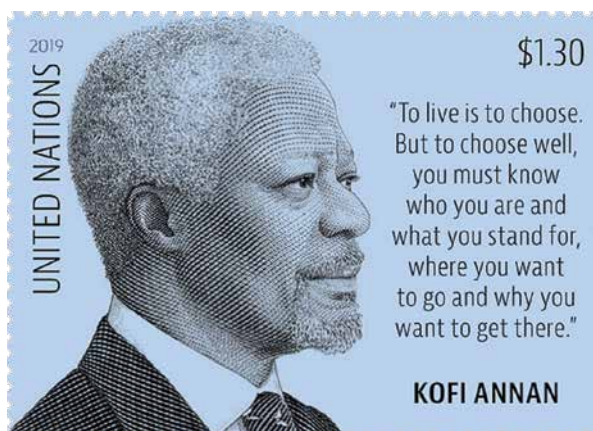 2019
UNITED NATIONS
$1.30
“To live is to choose.
But to choose well,
you must know
who you are and
what you stand for,
where you want
to go and why you
want to get there.”
KOFI ANNAN